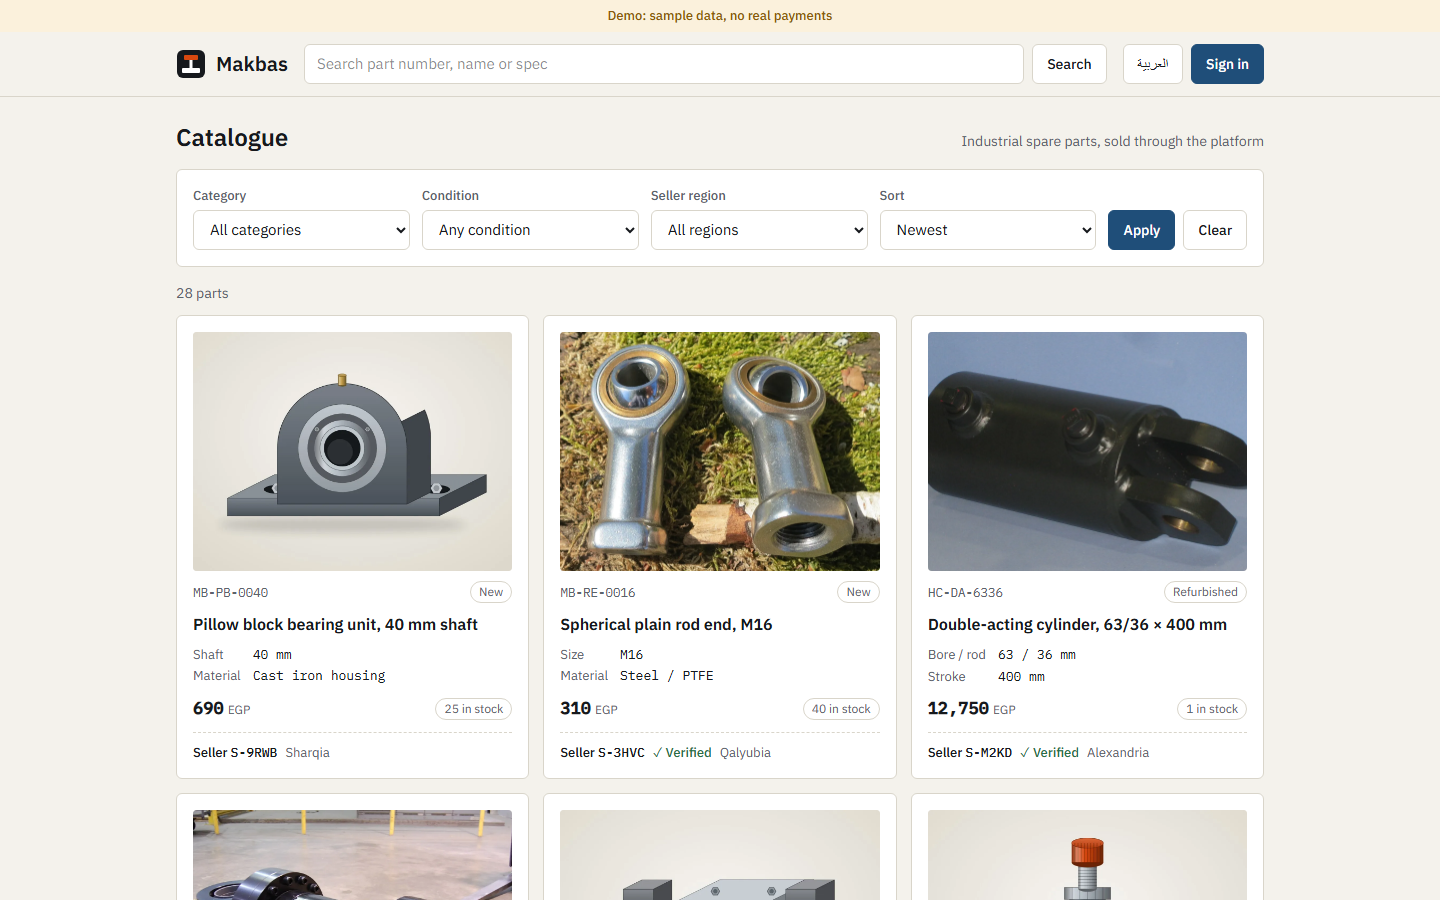 Demo: sample data, no real payments
Makbas
Search part number, name or spec
Search
العربية
Sign in
Catalogue
Industrial spare parts, sold through the platform
Category
Condition
Seller region
Sort
All categories
Any condition
All regions
Newest
Apply
Clear
28 parts
MB-PB-0040
New
Pillow block bearing unit, 40 mm shaft
Shaft 40 mm
Material Cast iron housing
690 EGP
25 in stock
Seller S-9RWB Sharqia
MB-RE-0016
New
Spherical plain rod end, M16
Size M16
Material Steel / PTFE
310 EGP
40 in stock
Seller S-3HVC ✓ Verified Qalyubia
HC-DA-6336
Refurbished
Double-acting cylinder, 63/36 × 400 mm
Bore / rod 63 / 36 mm
Stroke 400 mm
12,750 EGP
1 in stock
Seller S-M2KD ✓ Verified Alexandria